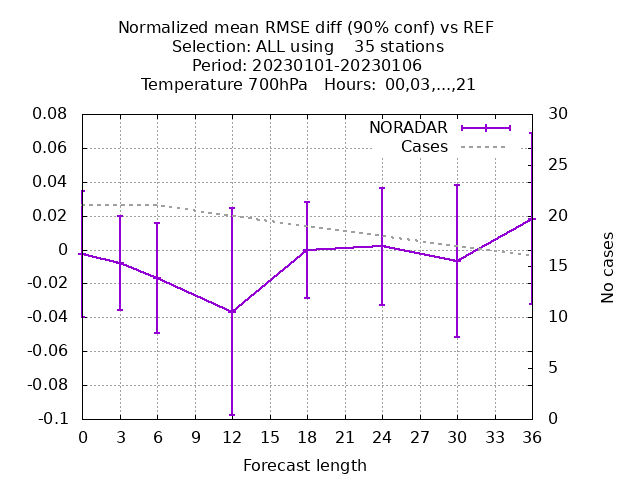 Normalized mean RMSE diff (90% conf) vs REF
Selection: ALL using    35 stations
Period: 20230101-20230106
Temperature 700hPa   Hours: 00,03,...,21
NORADAR
Cases
0.08
0.06
0.04
0.02
0
-0.02
-0.04
-0.06
-0.08
-0.1
30
25
20
15
10
5
0
No cases
0 3 6 9 12 15 18 21 24 27 30 33 36
Forecast length